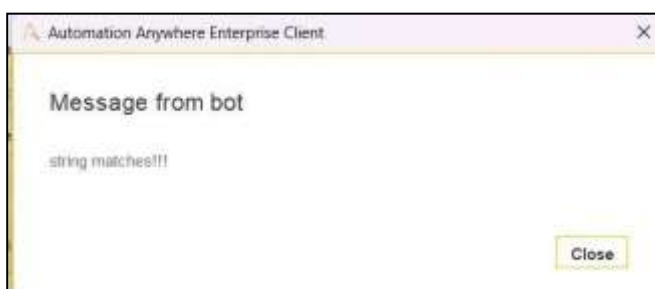 Automation Anywhere Enterprise Client
Message from bot
string matches!!!
Close